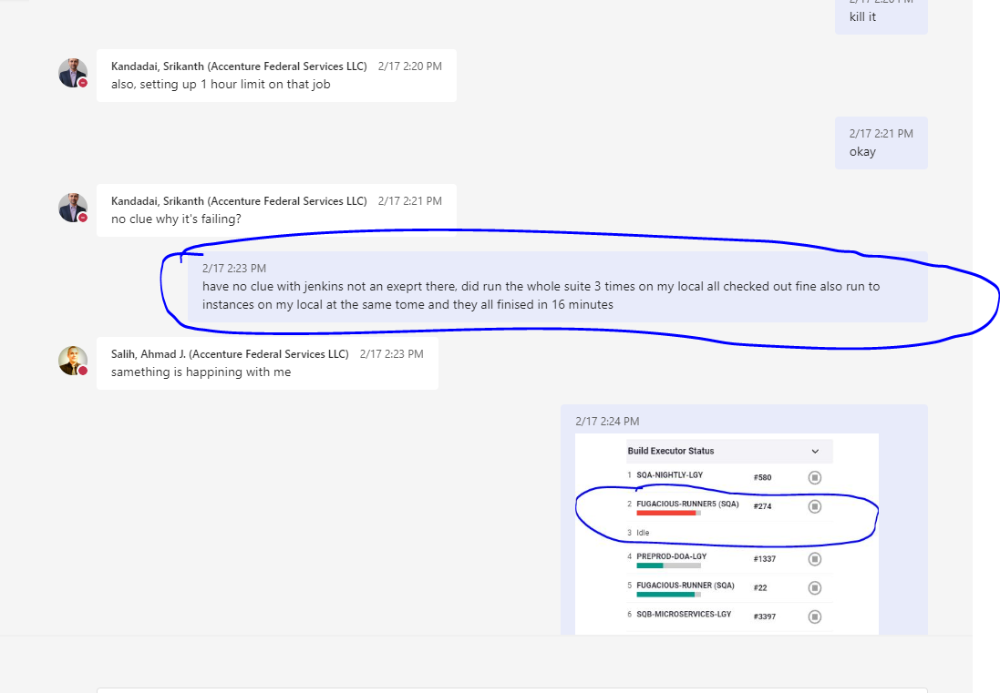 2/17 2:20 PM
kill it
Kandadai, Srikanth (Accenture Federal Services LLC) 2/17 2:20 PM
also, setting up 1 hour limit on that job
2/17 2:21 PM
okay
Kandadai, Srikanth (Accenture Federal Services LLC) 2/17 2:21 PM
no clue why it's failing?
2/17 2:23 PM
have no clue with jenkins not an exeprt there, did run the whole suite 3 times on my local all checked out fine also run to
instances on my local at the same tome and they all finised in 16 minutes
Salih, Ahmad J. (Accenture Federal Services LLC) 2/17 2:23 PM
samething is happining with me
2/17 2:24 PM
Build Executor Status
1 SQA-NIGHTLY-LGY #580
2 FUGACIOUS-RUNNER5 (SQA) #274
3 Idle
4 PREPROD-DOA-LGY #1337
5 FUGACIOUS-RUNNER (SQA) #22
6 SQB-MICROSERVICES-LGY #3397